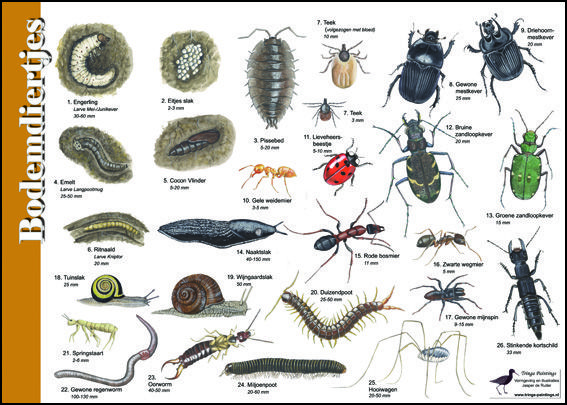 Bodemdiertjes
1. Engerling
Larve Mei-/Junikever
30-60 mm
2. Eitjes slak
2-3 mm
3. Pissebed
5-20 mm
7. Teek
(volgezogen met bloed)
10 mm
7. Teek
3 mm
8. Gewone
mestkever
25 mm
9. Driehoorn-
mestkever
20 mm
4. Emelt
Larve Langpootmug
25-50 mm
5. Cocon Vlinder
5-20 mm
10. Gele weidemier
3-5 mm
11. Lieveheers-
beestje
5-10 mm
12. Bruine
zandloopkever
20 mm
13. Groene zandloopkever
15 mm
6. Ritnaald
Larve Kniptor
20 mm
14. Naaktslak
40-150 mm
15. Rode bosmier
11 mm
16. Zwarte wegmier
5 mm
17. Gewone mijnspin
9-15 mm
18. Tuinslak
25 mm
19. Wijngaardslak
50 mm
20. Duizendpoot
25-50 mm
26. Stinkende kortschild
33 mm
21. Springstaart
2-6 mm
22. Gewone regenworm
100-130 mm
23.
Oorworm
40-50 mm
24. Miljoenpoot
20-60 mm
25.
Hooiwagen
20-50 mm
Tringa Paintings
Vormgeving en illustraties
Jasper de Ruiter
www.tringa-paintings.nl